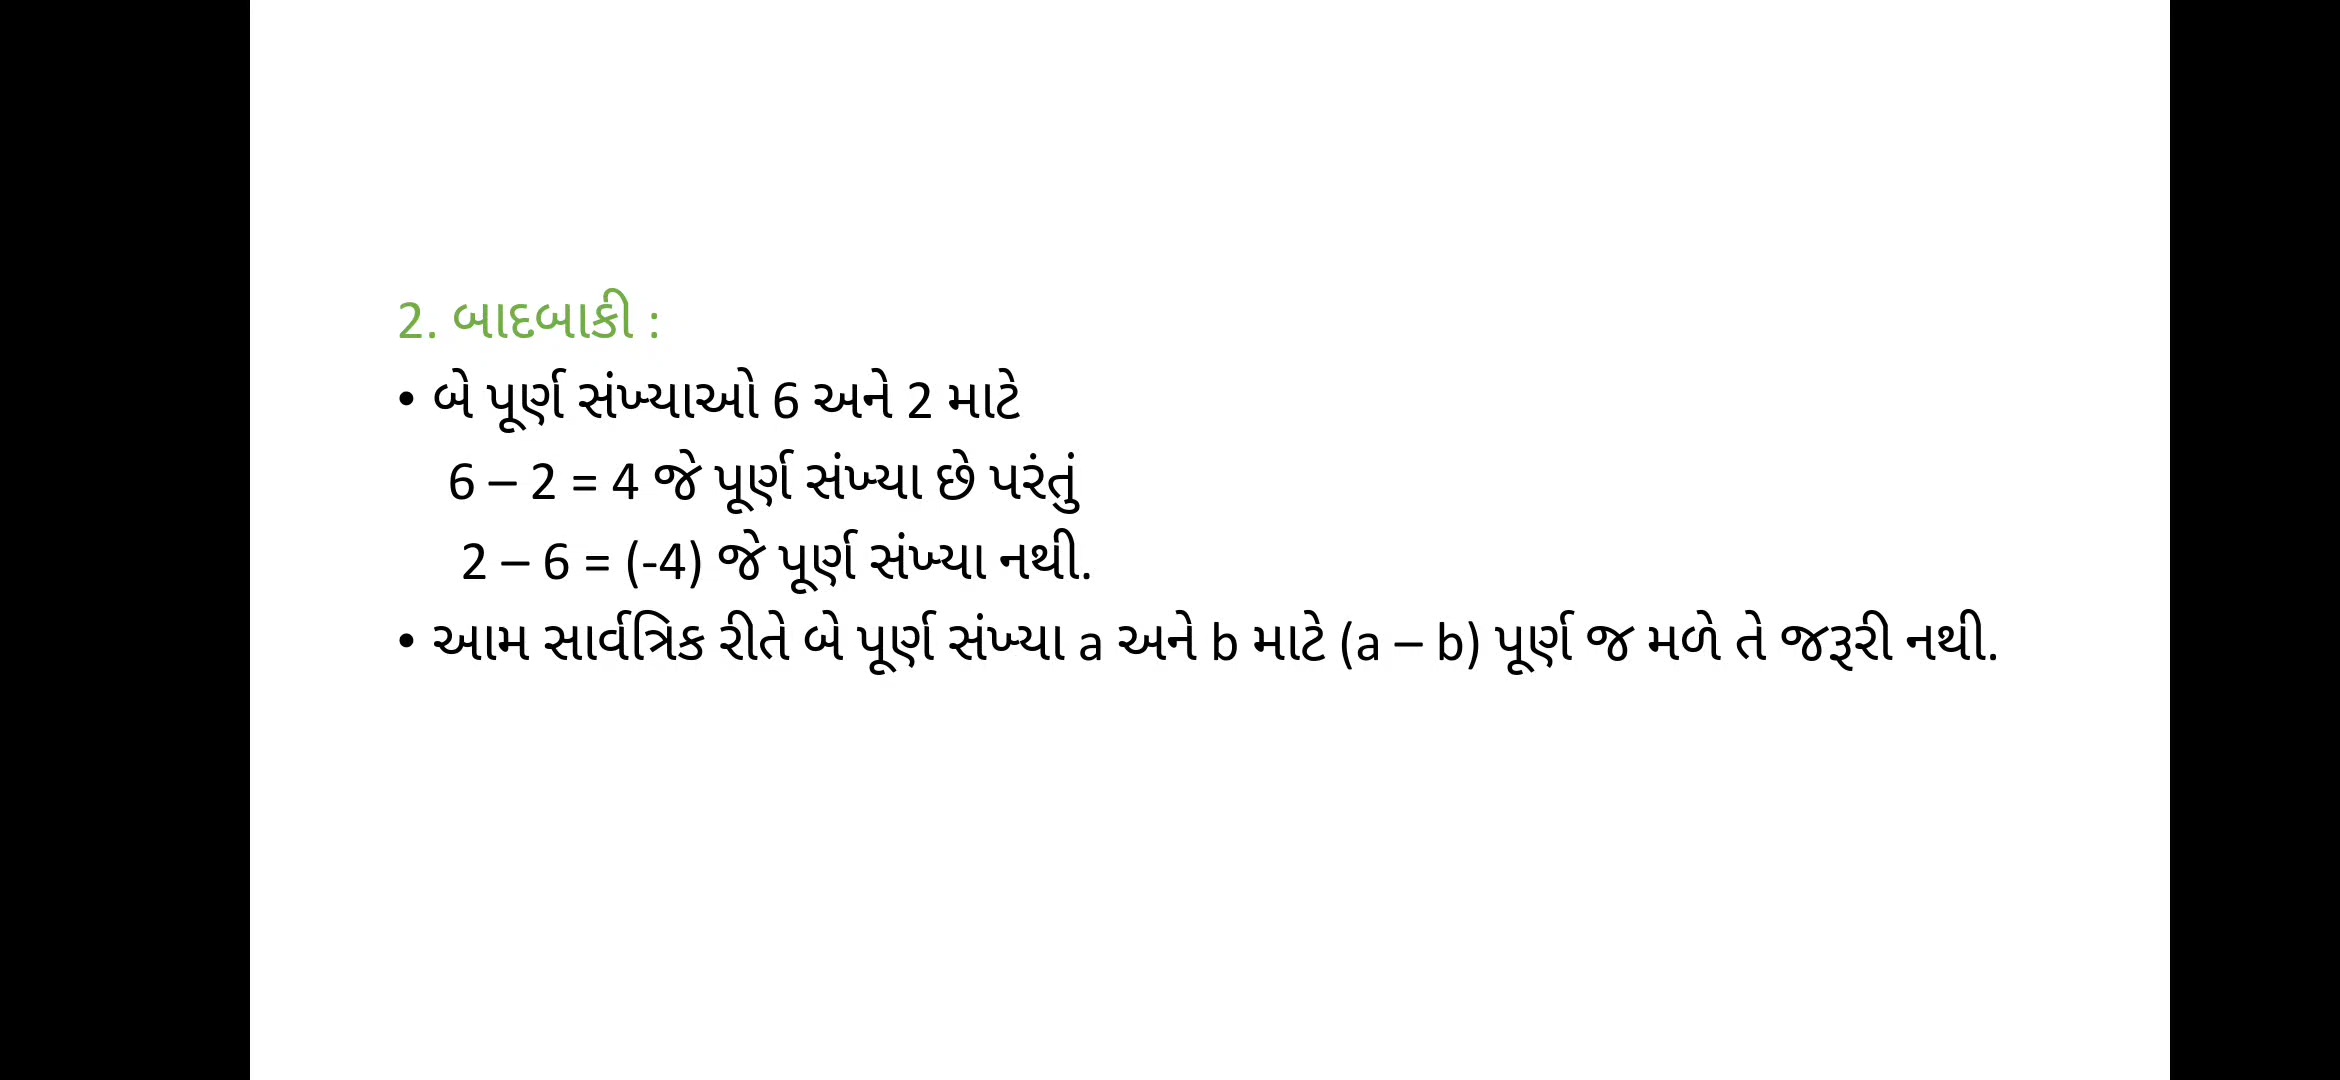 2. બાદબાકી :
• બે પૂર્ણ સંખ્યાઓ 6 અને 2 માટે
6 – 2 = 4 જે પૂર્ણ સંખ્યા છે પરંતું
2 – 6 = (-4) જે પૂર્ણ સંખ્યા નથી.
• આમ સાર્વત્રિક રીતે બે પૂર્ણ સંખ્યા a અને b માટે (a – b) પૂર્ણ જ મળે તે જરૂરી નથી.